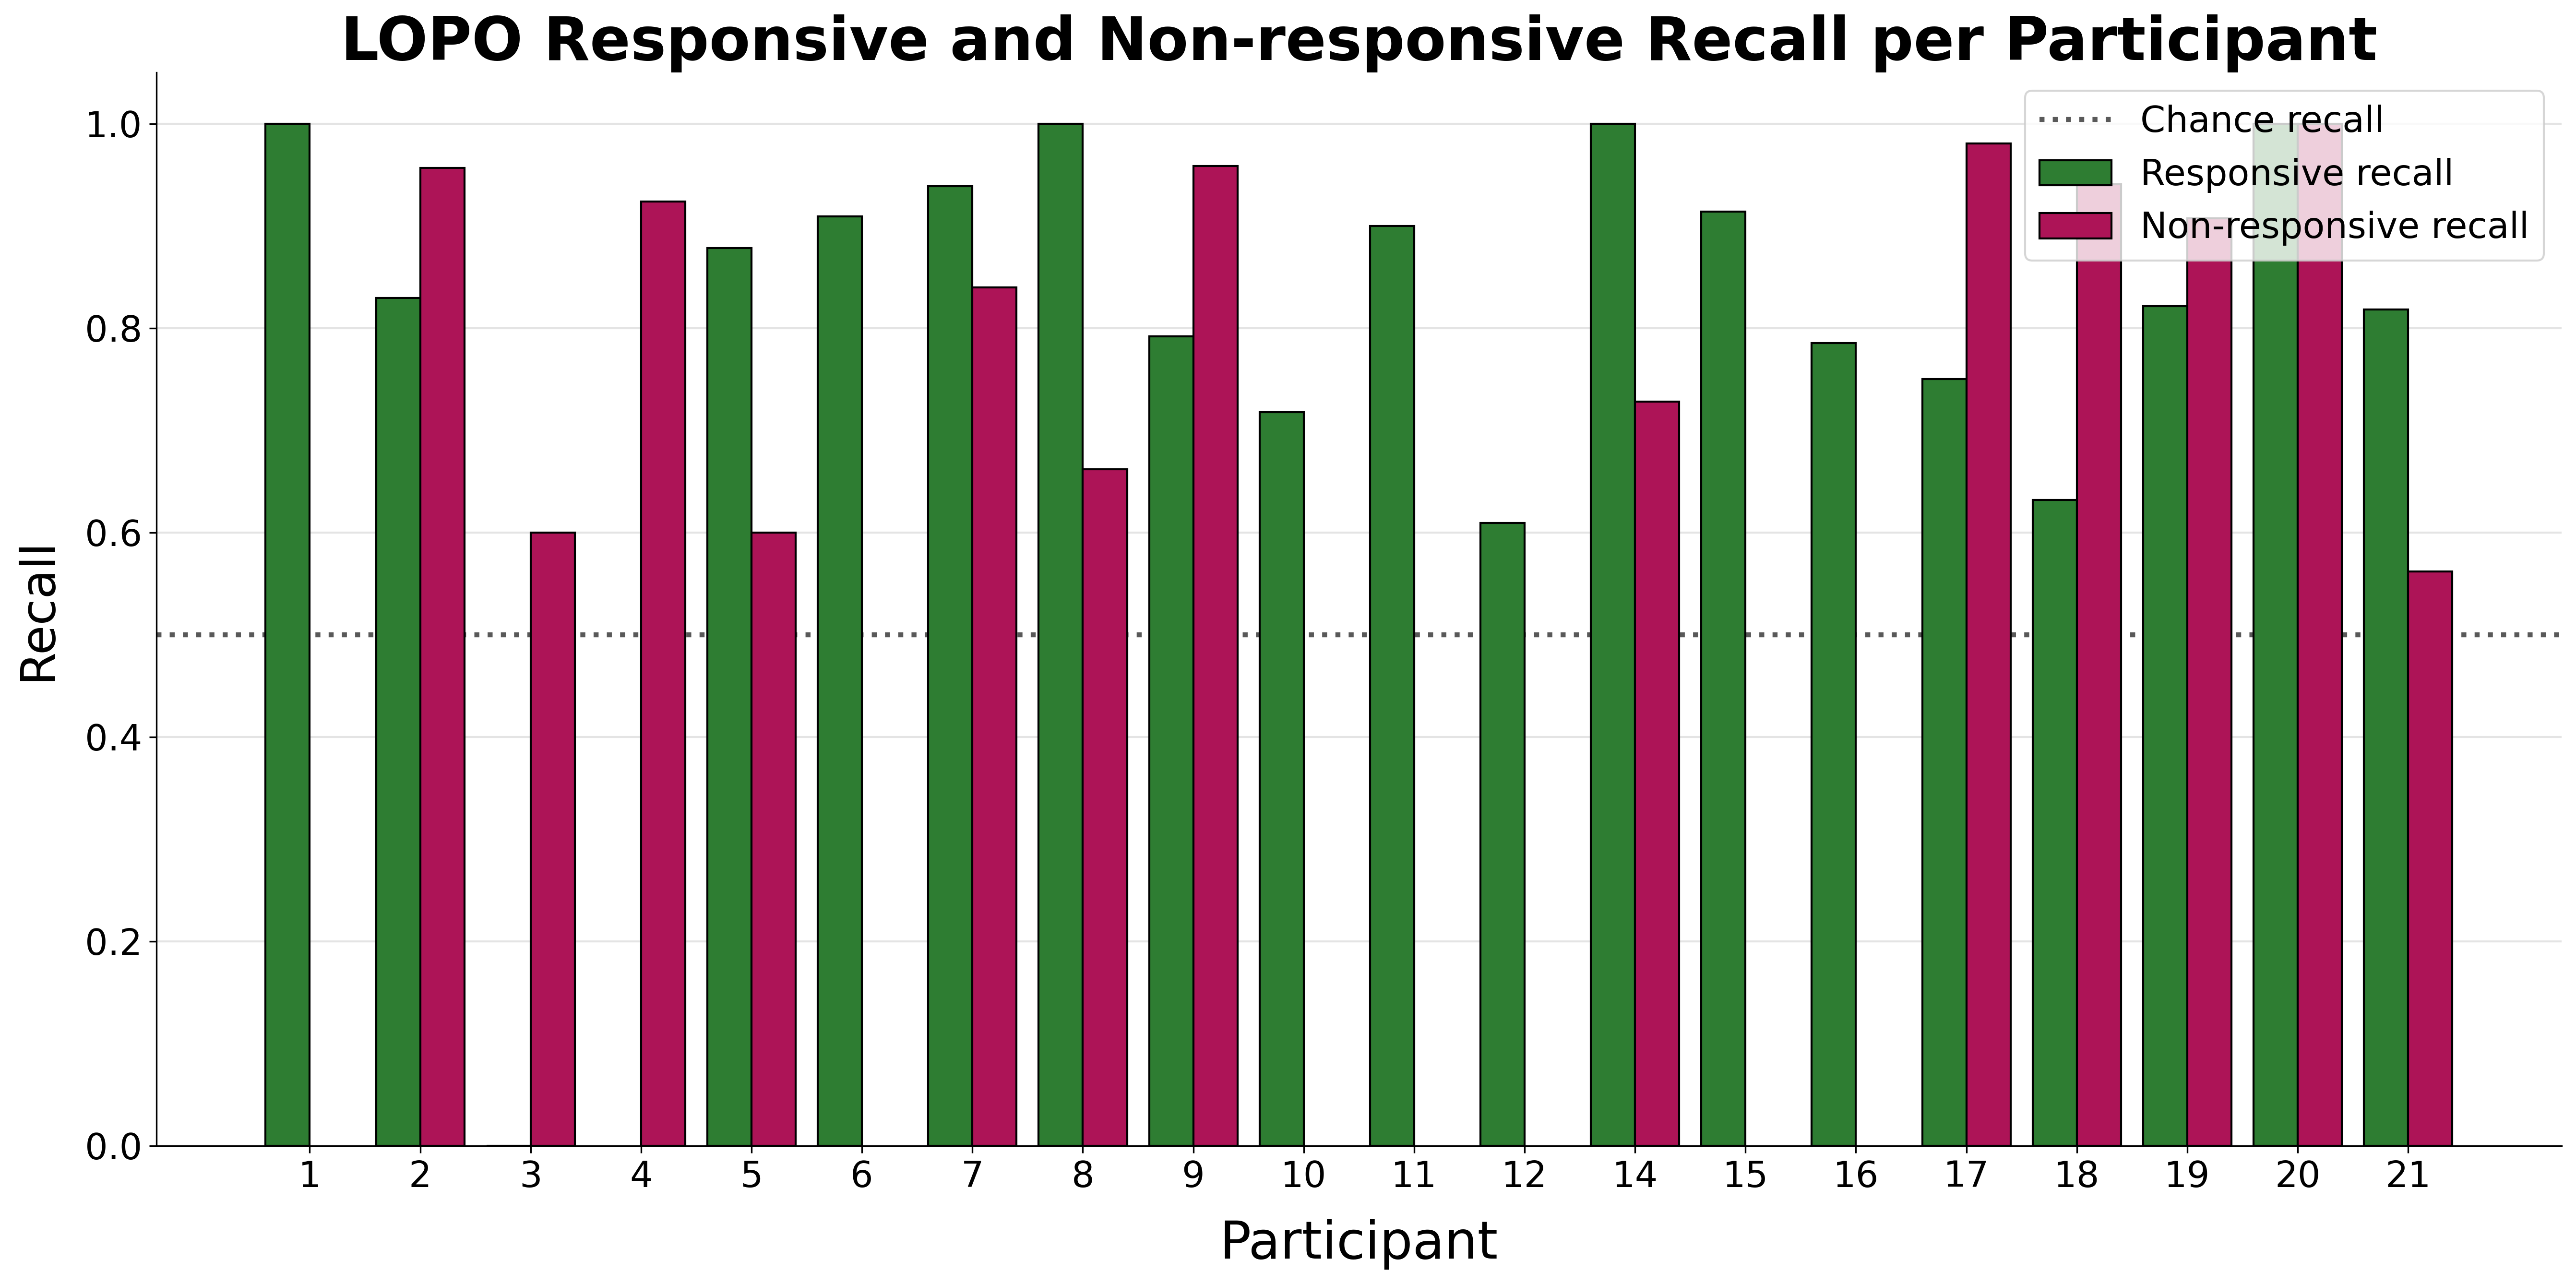 LOPO Responsive and Non-responsive Recall per Participant
Chance recall
Responsive recall
Non-responsive recall
1.0
0.8
0.6
0.4
0.2
0.0
Recall
1 2 3 4 5 6 7 8 9 10 11 12 14 15 16 17 18 19 20 21
Participant